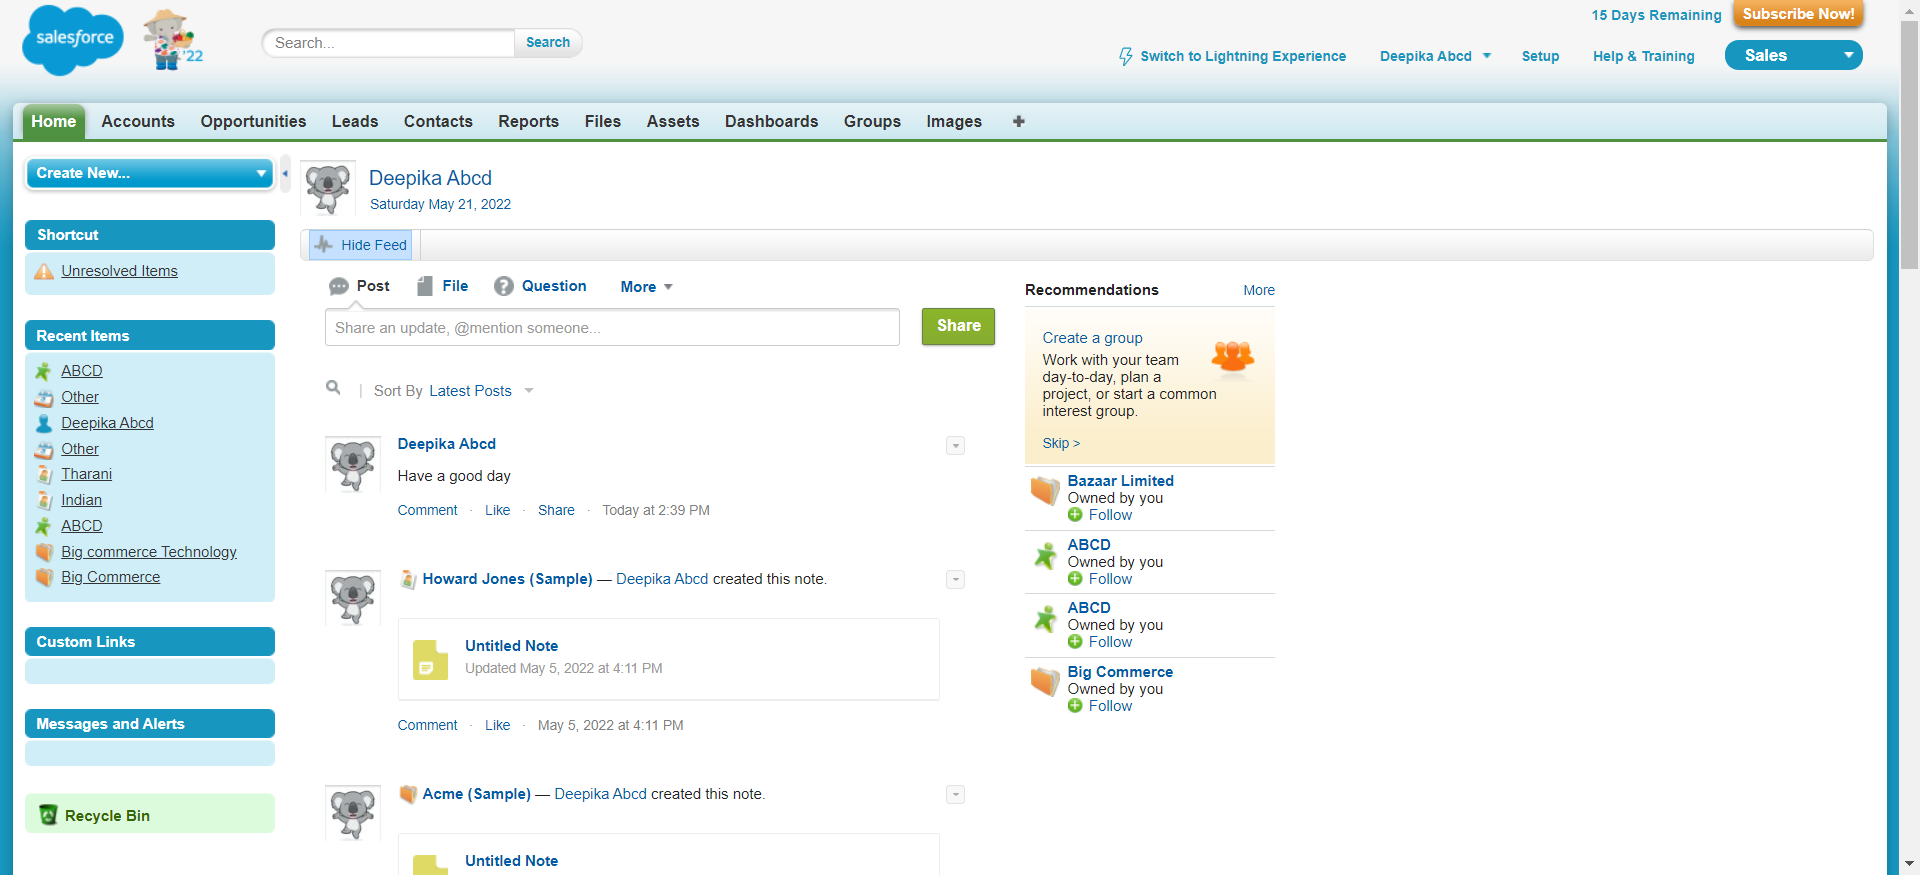 salesforce
'22
Search...
Search
15 Days Remaining
Subscribe Now!
Switch to Lightning Experience
Deepika Abcd
Setup
Help & Training
Sales
Home
Accounts
Opportunities
Leads
Contacts
Reports
Files
Assets
Dashboards
Groups
Images
Create New...
Shortcut
Unresolved Items
Recent Items
ABCD
Other
Deepika Abcd
Other
Tharani
Indian
ABCD
Big commerce Technology
Big Commerce
Custom Links
Messages and Alerts
Recycle Bin
Deepika Abcd
Saturday May 21, 2022
Hide Feed
Post
File
Question
More
Share an update, @mention someone...
Share
Sort By Latest Posts
Deepika Abcd
Have a good day
Comment · Like · Share · Today at 2:39 PM
Howard Jones (Sample) — Deepika Abcd created this note.
Untitled Note
Updated May 5, 2022 at 4:11 PM
Comment · Like · May 5, 2022 at 4:11 PM
Acme (Sample) — Deepika Abcd created this note.
Untitled Note
Recommendations
More
Create a group
Work with your team
day-to-day, plan a
project, or start a common
interest group.
Skip >
Bazaar Limited
Owned by you
Follow
ABCD
Owned by you
Follow
ABCD
Owned by you
Follow
Big Commerce
Owned by you
Follow